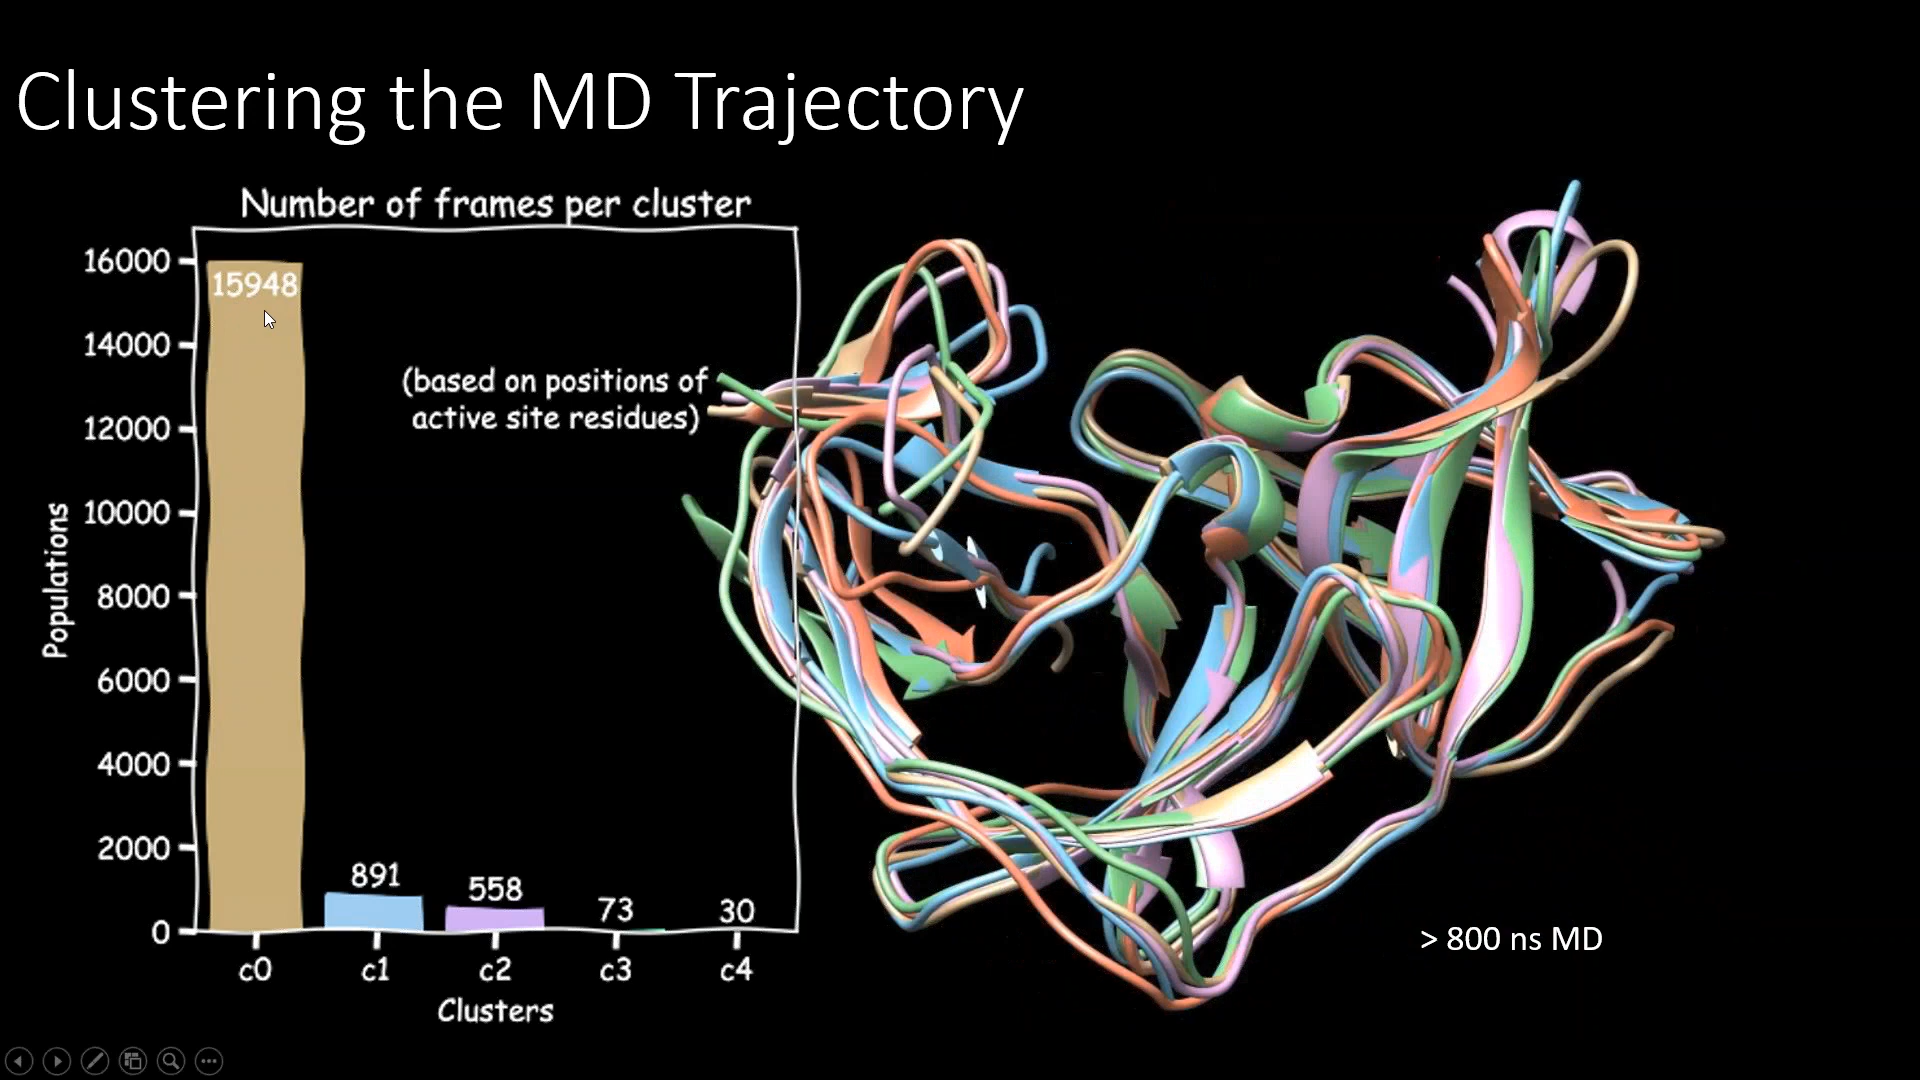 Clustering the MD Trajectory
Number of frames per cluster
16000
14000
12000
10000
8000
6000
4000
2000
0
Populations
15948
(based on positions of
active site residues)
891
558
73
30
c0 c1 c2 c3 c4
Clusters
> 800 ns MD